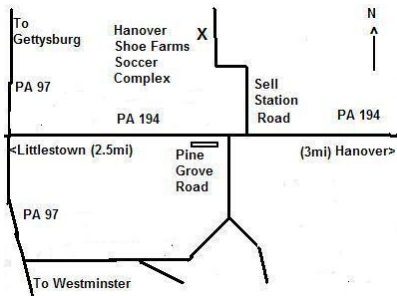 To
Gettysburg
Hanover
Shoe Farms
Soccer
Complex
X
N
PA 97
Sell
Station
Road
PA 194
PA 194
<Littlestown (2.5mi)
(3mi) Hanover>
Pine
Grove
Road
PA 97
To Westminster